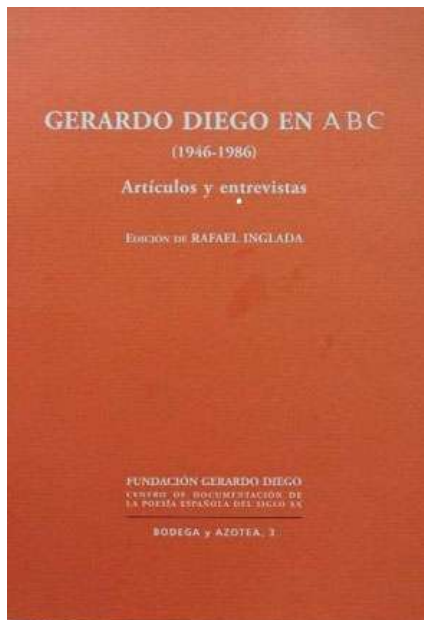 GERARDO DIEGO EN ABC
(1946-1986)
Artículos y entrevistas
EDICIÓN DE RAFAEL INGLADA
FUNDACIÓN GERARDO DIEGO
CENTRO DE DOCUMENTACIÓN DE
LA POESÍA ESPAÑOLA DEL SIGLO XX
BODEGA y AZOTEA, 3